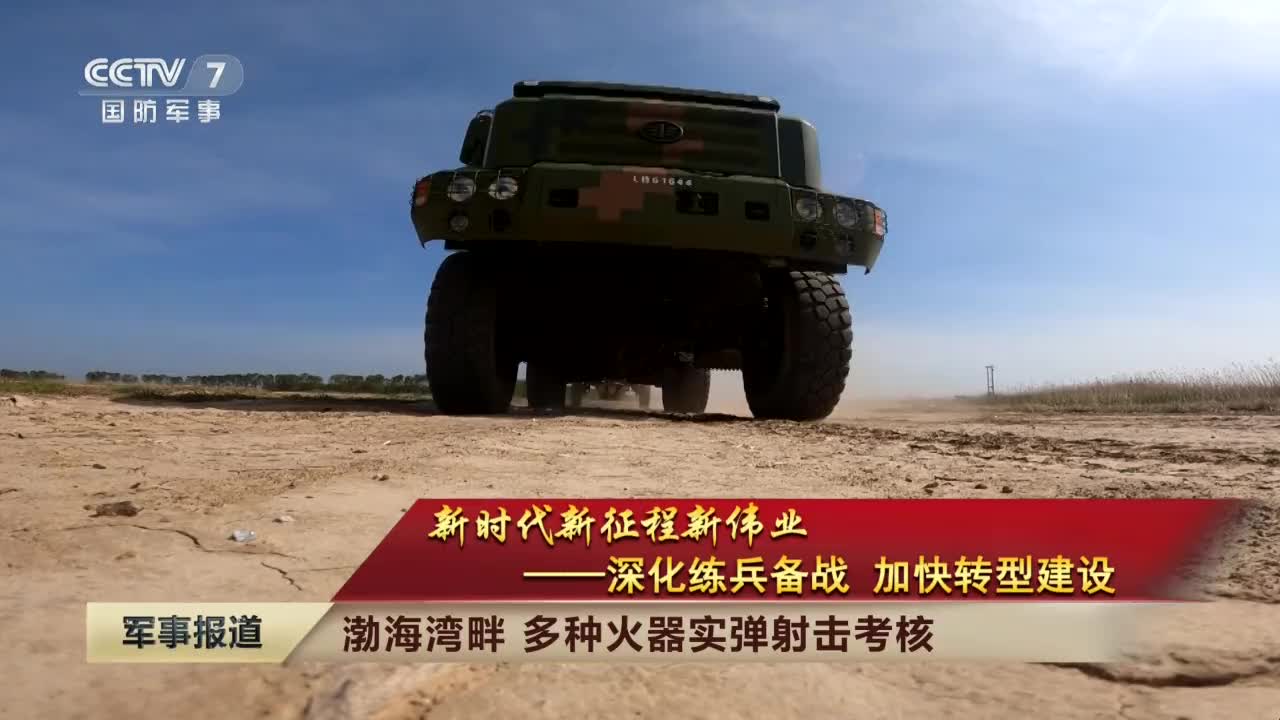 CCTV 7
国防军事
新时代新征程新伟业
——深化练兵备战 加快转型建设
军事报道
渤海湾畔 多种火器实弹射击考核